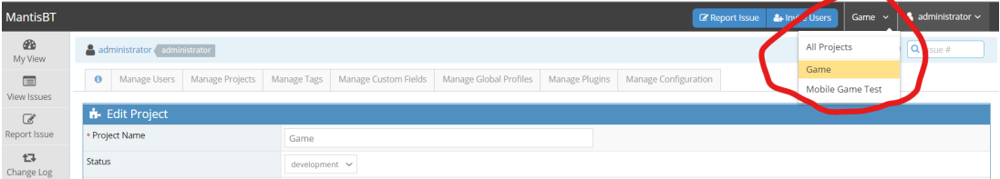 MantisBT
Report Issue
Invite Users
Game
administrator
My View
administrator administrator
All Projects
Issue #
Game
Mobile Game Test
Manage Users Manage Projects Manage Tags Manage Custom Fields Manage Global Profiles Manage Plugins Manage Configuration
View Issues
Edit Project
Report Issue
* Project Name
Game
Status
development
Change Log